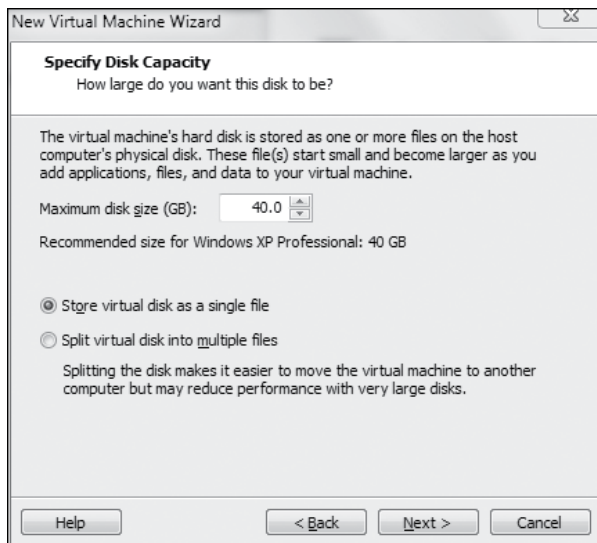 New Virtual Machine Wizard
Specify Disk Capacity
How large do you want this disk to be?
The virtual machine's hard disk is stored as one or more files on the host
computer's physical disk. These file(s) start small and become larger as you
add applications, files, and data to your virtual machine.
Maximum disk size (GB): 40.0
Recommended size for Windows XP Professional: 40 GB
Store virtual disk as a single file
Split virtual disk into multiple files
Splitting the disk makes it easier to move the virtual machine to another
computer but may reduce performance with very large disks.
Help < Back Next > Cancel